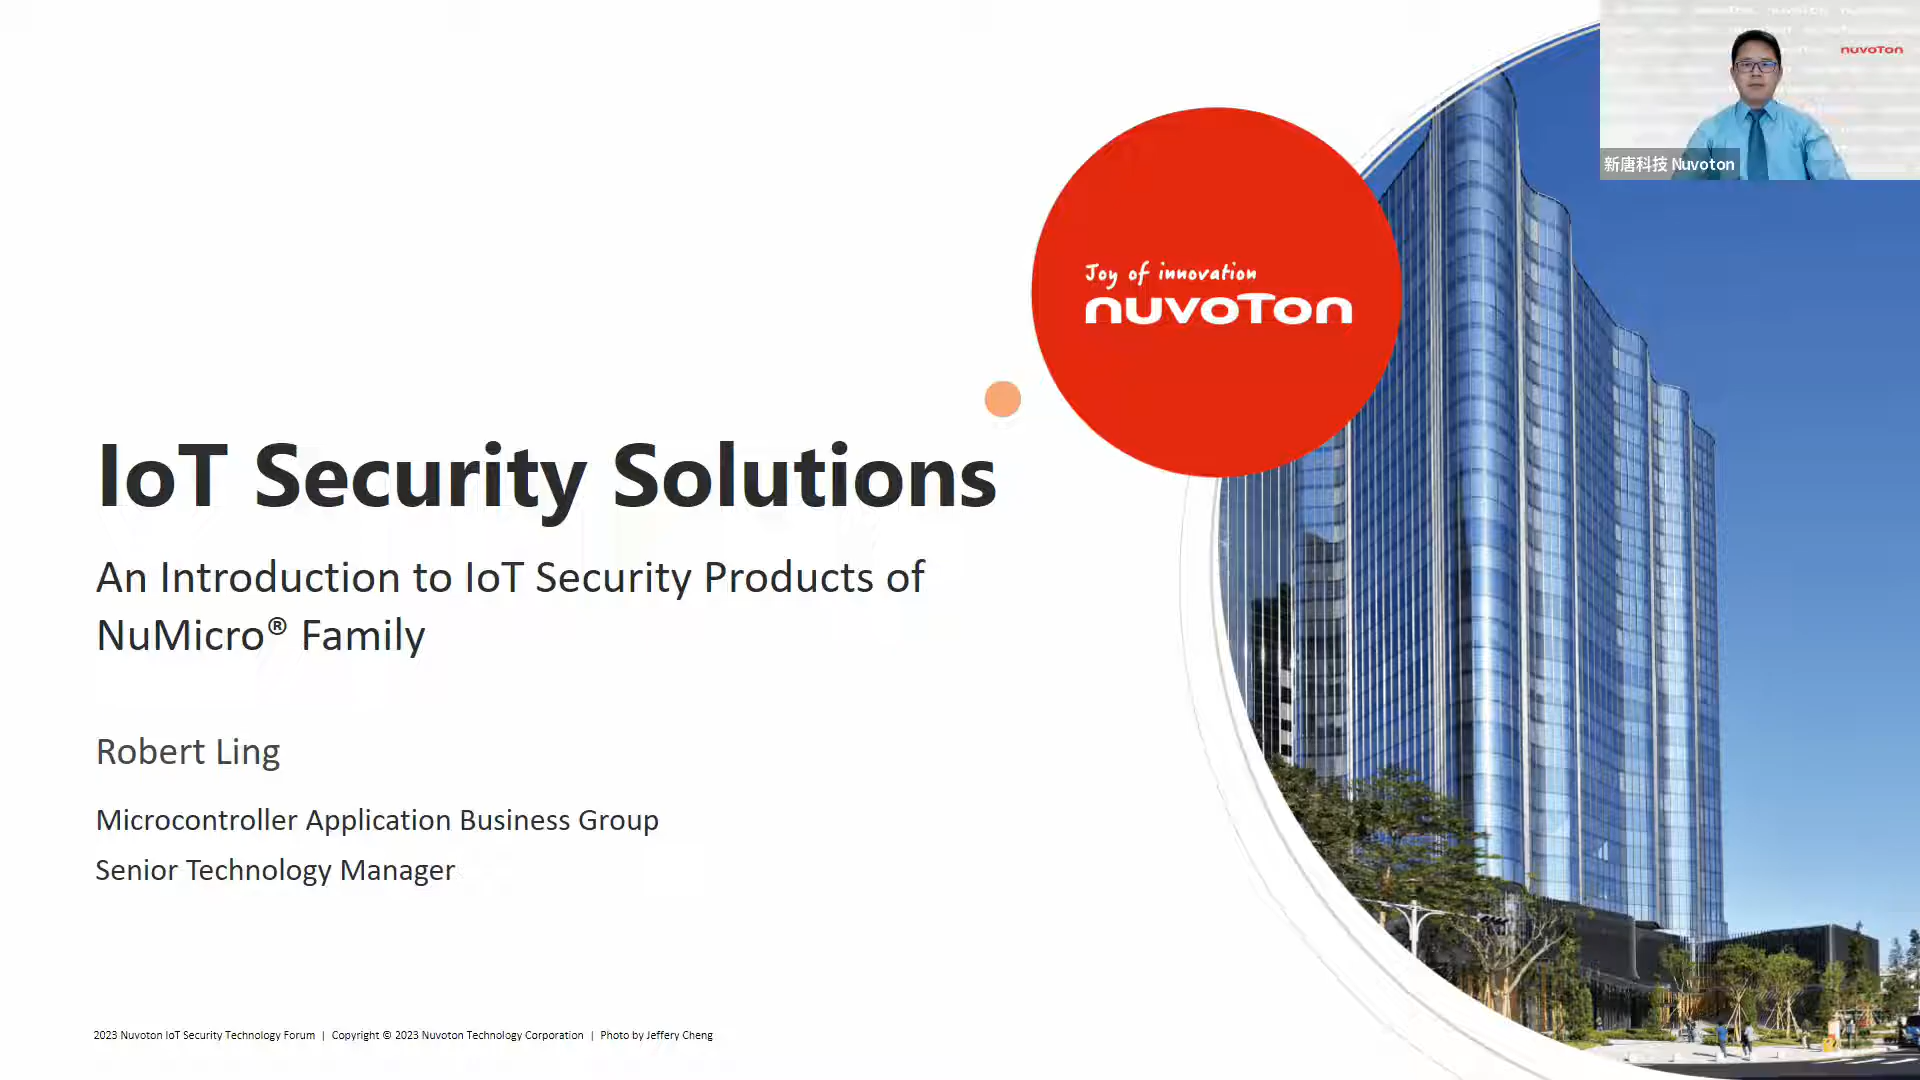 nuvoTon
新唐科技 Nuvoton
Joy of innovation
nuvoTon
IoT Security Solutions
An Introduction to IoT Security Products of
NuMicro® Family
Robert Ling
Microcontroller Application Business Group
Senior Technology Manager
2023 Nuvoton IoT Security Technology Forum | Copyright © 2023 Nuvoton Technology Corporation | Photo by Jeffery Cheng